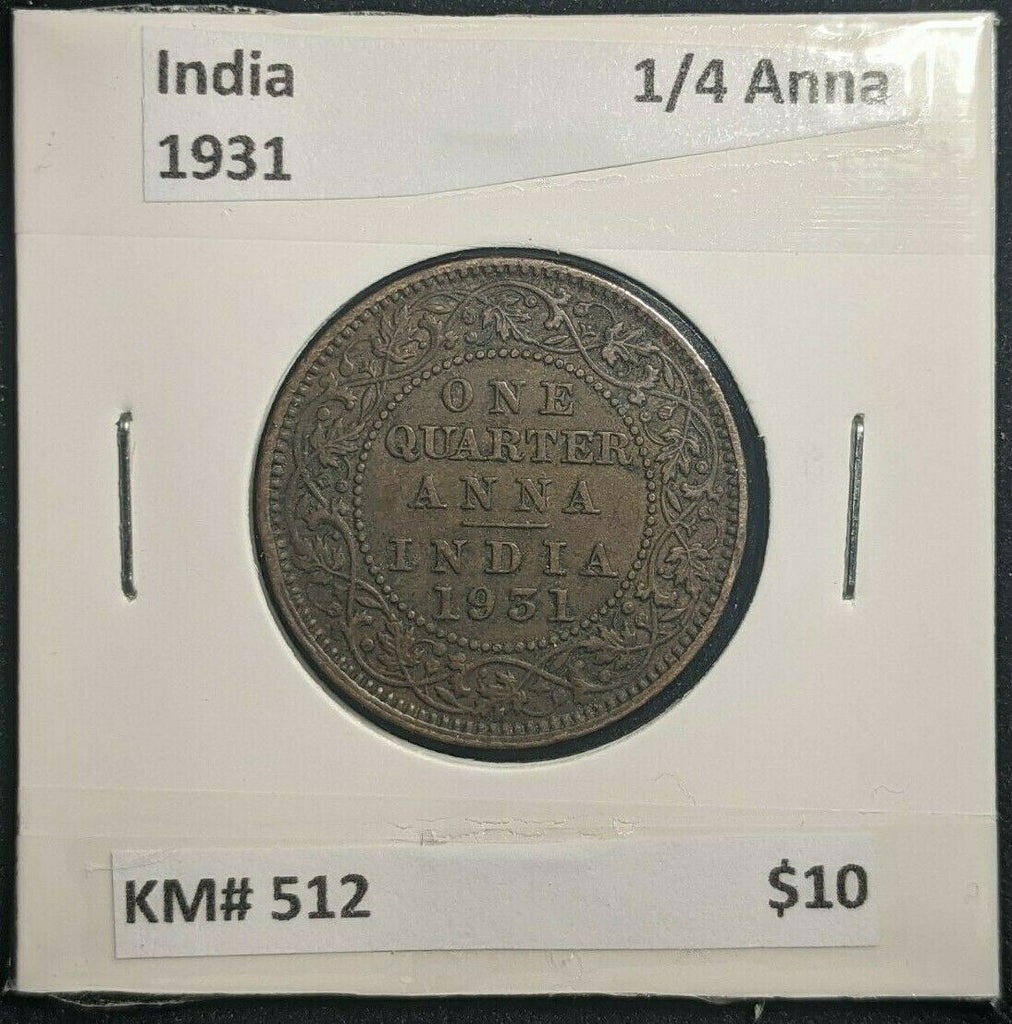 India 1/4 Anna
1931
ONE
QUARTER
ANNA
INDIA
1931
KM# 512 $10